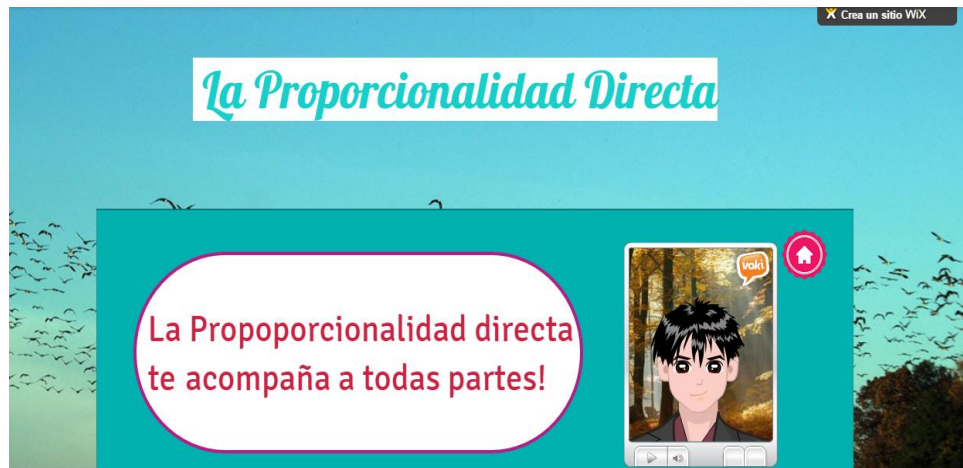 Crea un sitio WiX
La Proporcionalidad Directa
voki
La Propoporcionalidad directa
te acompaña a todas partes!